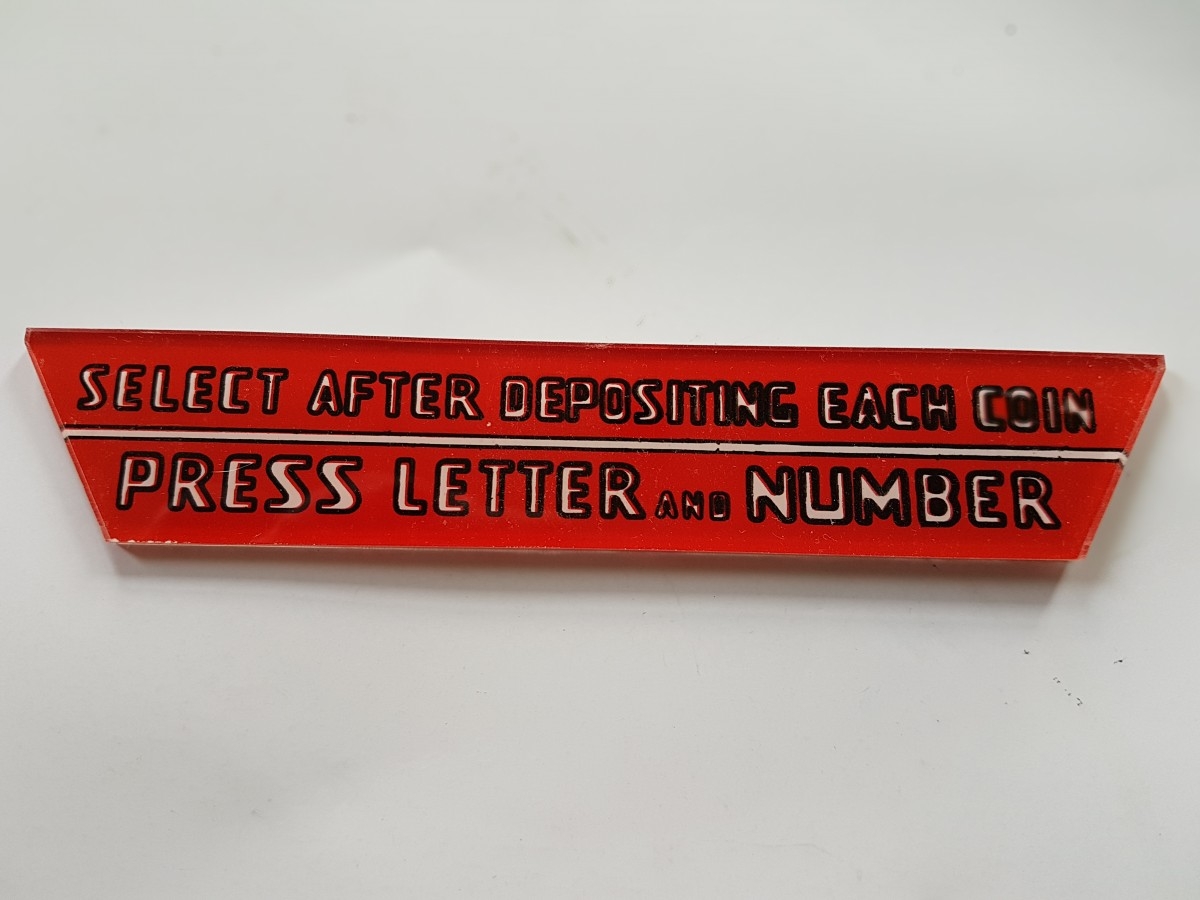 SELECT AFTER DEPOSITING EACH COIN
PRESS LETTER AND NUMBER